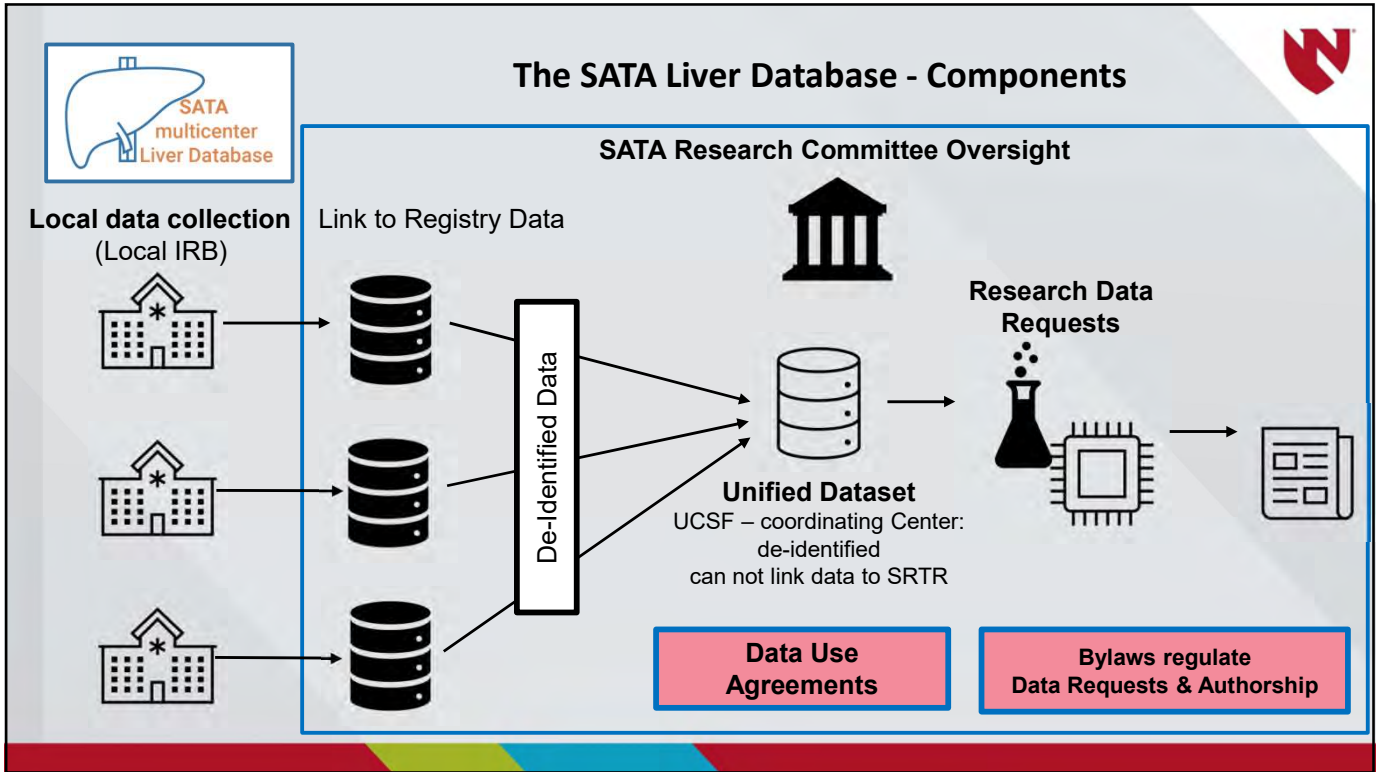 The SATA Liver Database - Components
SATA
multicenter
Liver Database
SATA Research Committee Oversight
Local data collection
(Local IRB)
Link to Registry Data
De-Identified Data
Unified Dataset
UCSF – coordinating Center:
de-identified
can not link data to SRTR
Research Data
Requests
Data Use
Agreements
Bylaws regulate
Data Requests & Authorship